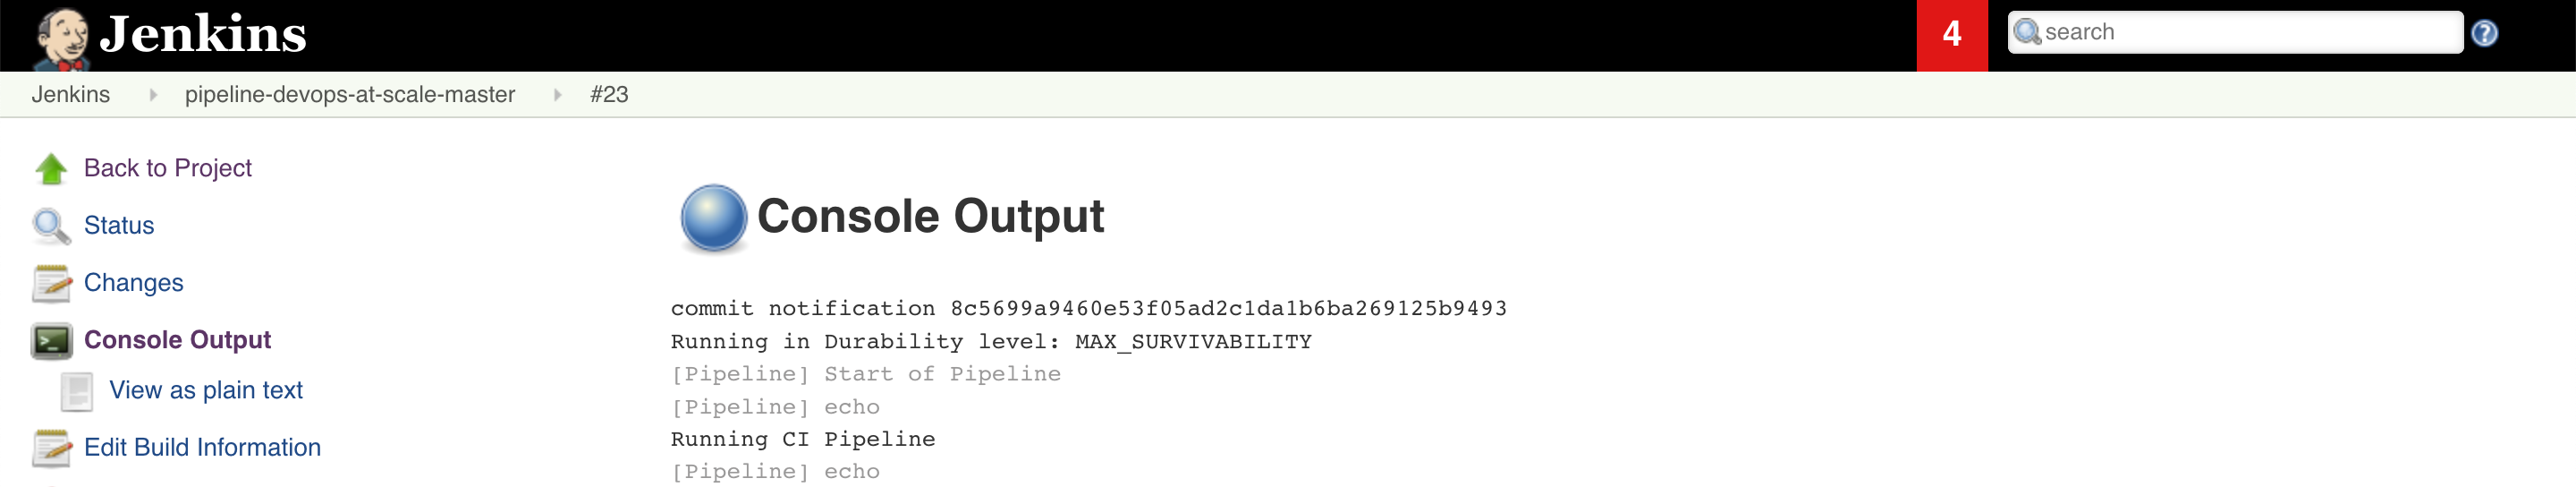 Jenkins
4
search
Jenkins
pipeline-devops-at-scale-master
#23
Back to Project
Status
Changes
Console Output
View as plain text
Edit Build Information
Console Output
commit notification 8c5699a9460e53f05ad2c1da1b6ba269125b9493
Running in Durability level: MAX_SURVIVABILITY
[Pipeline] Start of Pipeline
[Pipeline] echo
Running CI Pipeline
[Pipeline] echo